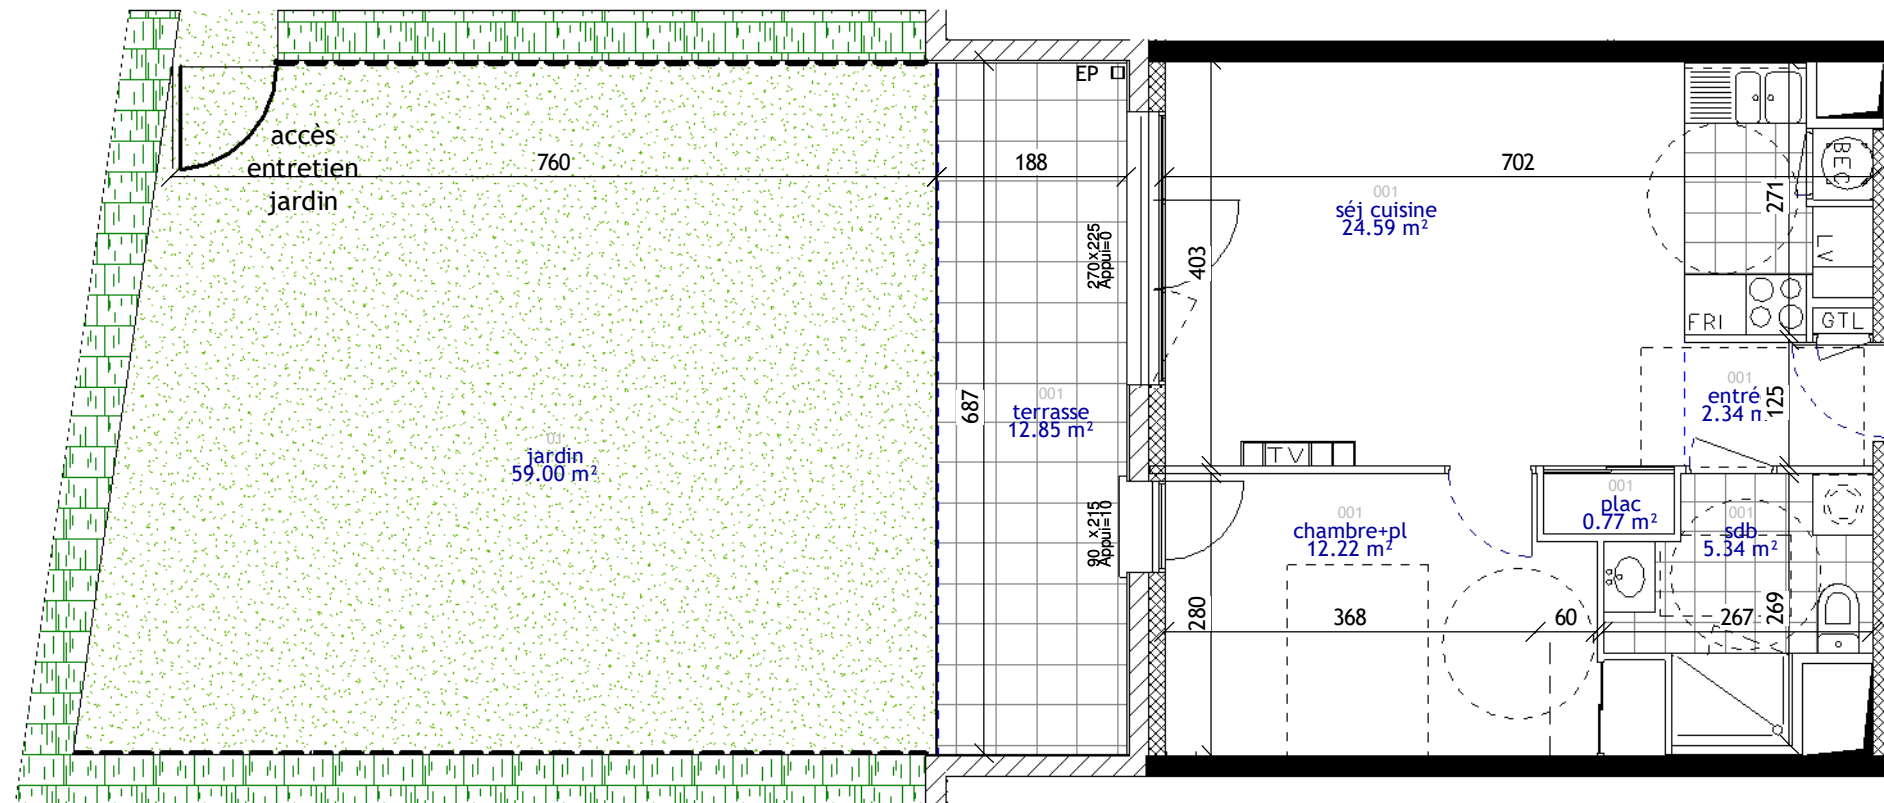 EP
accès
entretien
jardin
760
188
702
BEC
271
001
séj cuisine
24.59 m²
270x225
Appui=0
403
LV
FRI
GTL
001
entré
2.34 m
125
687
001
terrasse
12.85 m²
01
jardin
59.00 m²
TV
001
plac
0.77 m²
001
chambre+pl
12.22 m²
001
sdb
5.34 m²
90 x215
Appui=10
280
368
60
267
269